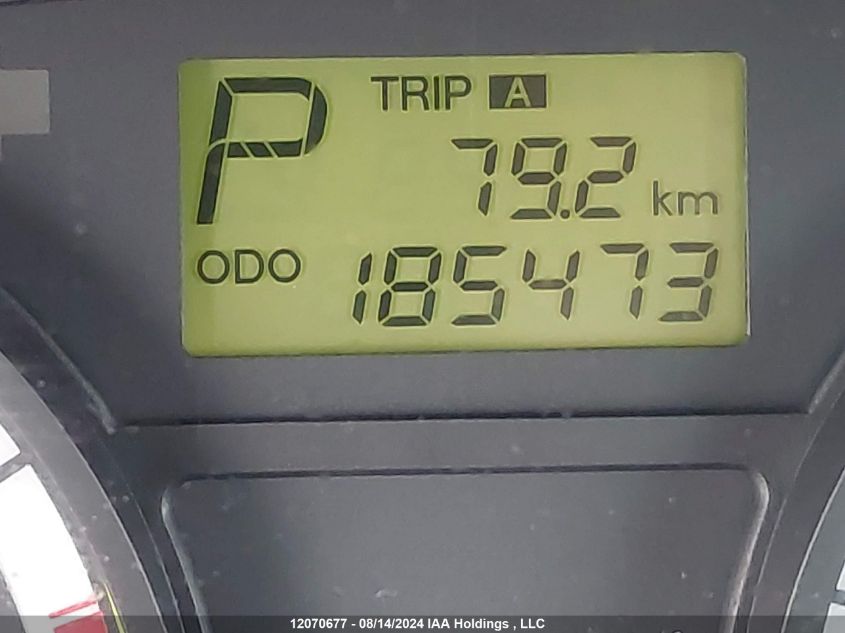 P
TRIP A
79.2 km
ODO 185473
12070677 - 08/14/2024 IAA Holdings , LLC